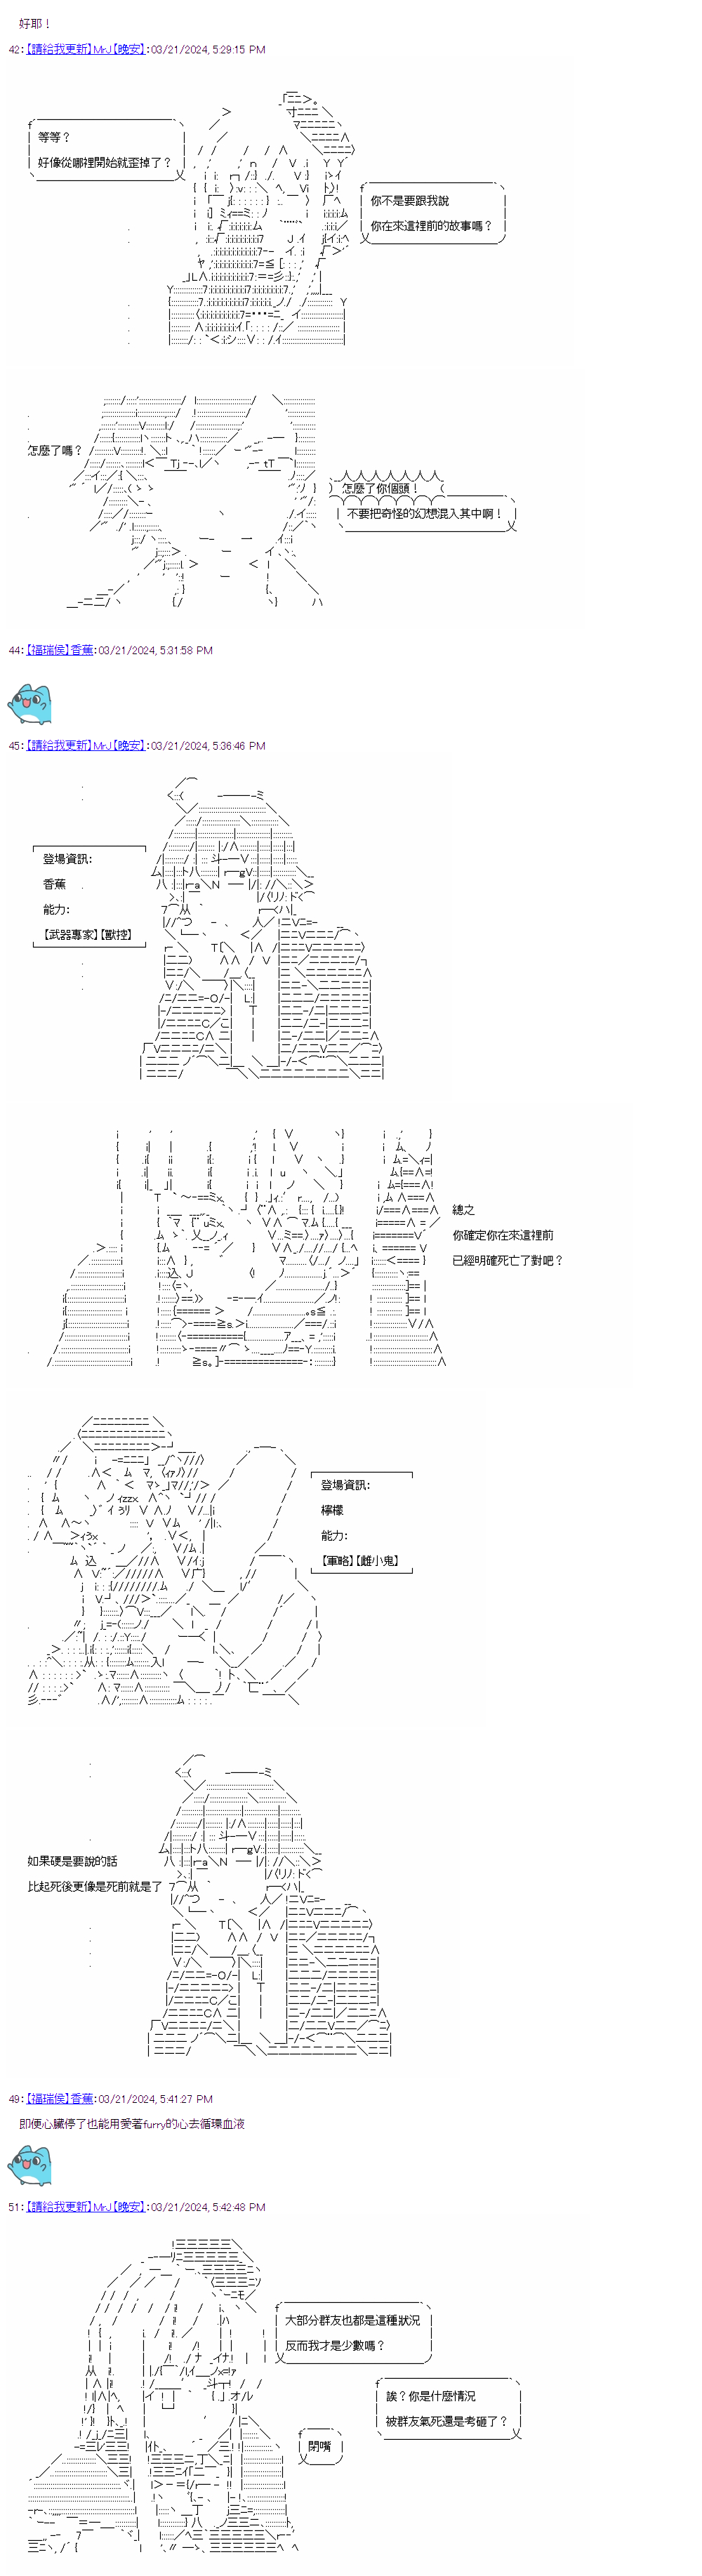 好耶！
42：【請給我更新】MrJ【晚安】：03/21/2024, 5:29:15 PM
等等？
好像從哪裡開始就歪掉了？
你不是要跟我說
你在來這裡前的故事嗎？
怎麼了嗎？
怎麼了你個頭！
不要把奇怪的幻想混入其中啊！
44：【福瑞侯】香蕉：03/21/2024, 5:31:58 PM
45：【請給我更新】MrJ【晚安】：03/21/2024, 5:36:46 PM
登場資訊：
香蕉
能力：
【武器專家】【獸控】
總之
你確定你在來這裡前
已經明確死亡了對吧？
登場資訊：
檸檬
能力：
【軍略】【雌小鬼】
如果硬是要說的話
比起死後更像是死前就是了
49：【福瑞侯】香蕉：03/21/2024, 5:41:27 PM
即便心臟停了也能用愛著furry的心去循環血液
51：【請給我更新】MrJ【晚安】：03/21/2024, 5:42:48 PM
大部分群友也都是這種狀況
反而我才是少數嗎？
誒？你是什麼情況
被群友氣死還是考砸了？
閉嘴